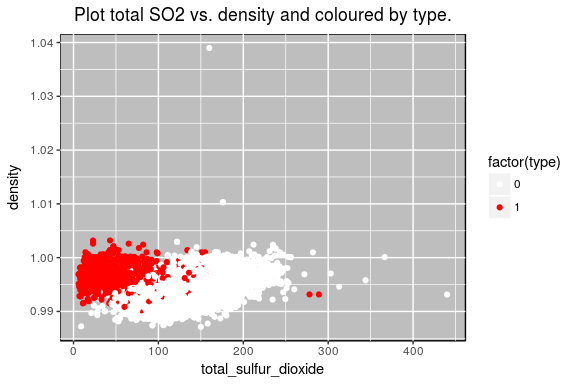 Plot total SO2 vs. density and coloured by type.
1.04
1.03
1.02
1.01
1.00
0.99
density
0 100 200 300 400
total_sulfur_dioxide
factor(type)
0
1